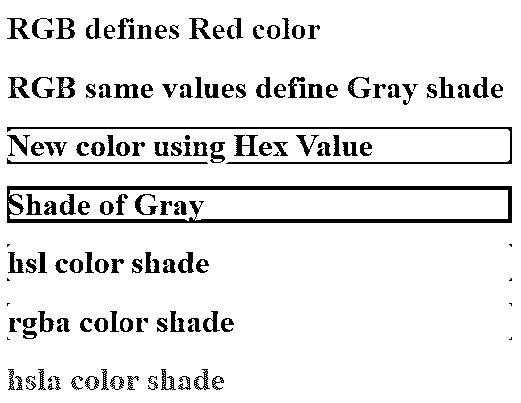 RGB defines Red color
RGB same values define Gray shade
New color using Hex Value
Shade of Gray
hsl color shade
rgba color shade
hsla color shade